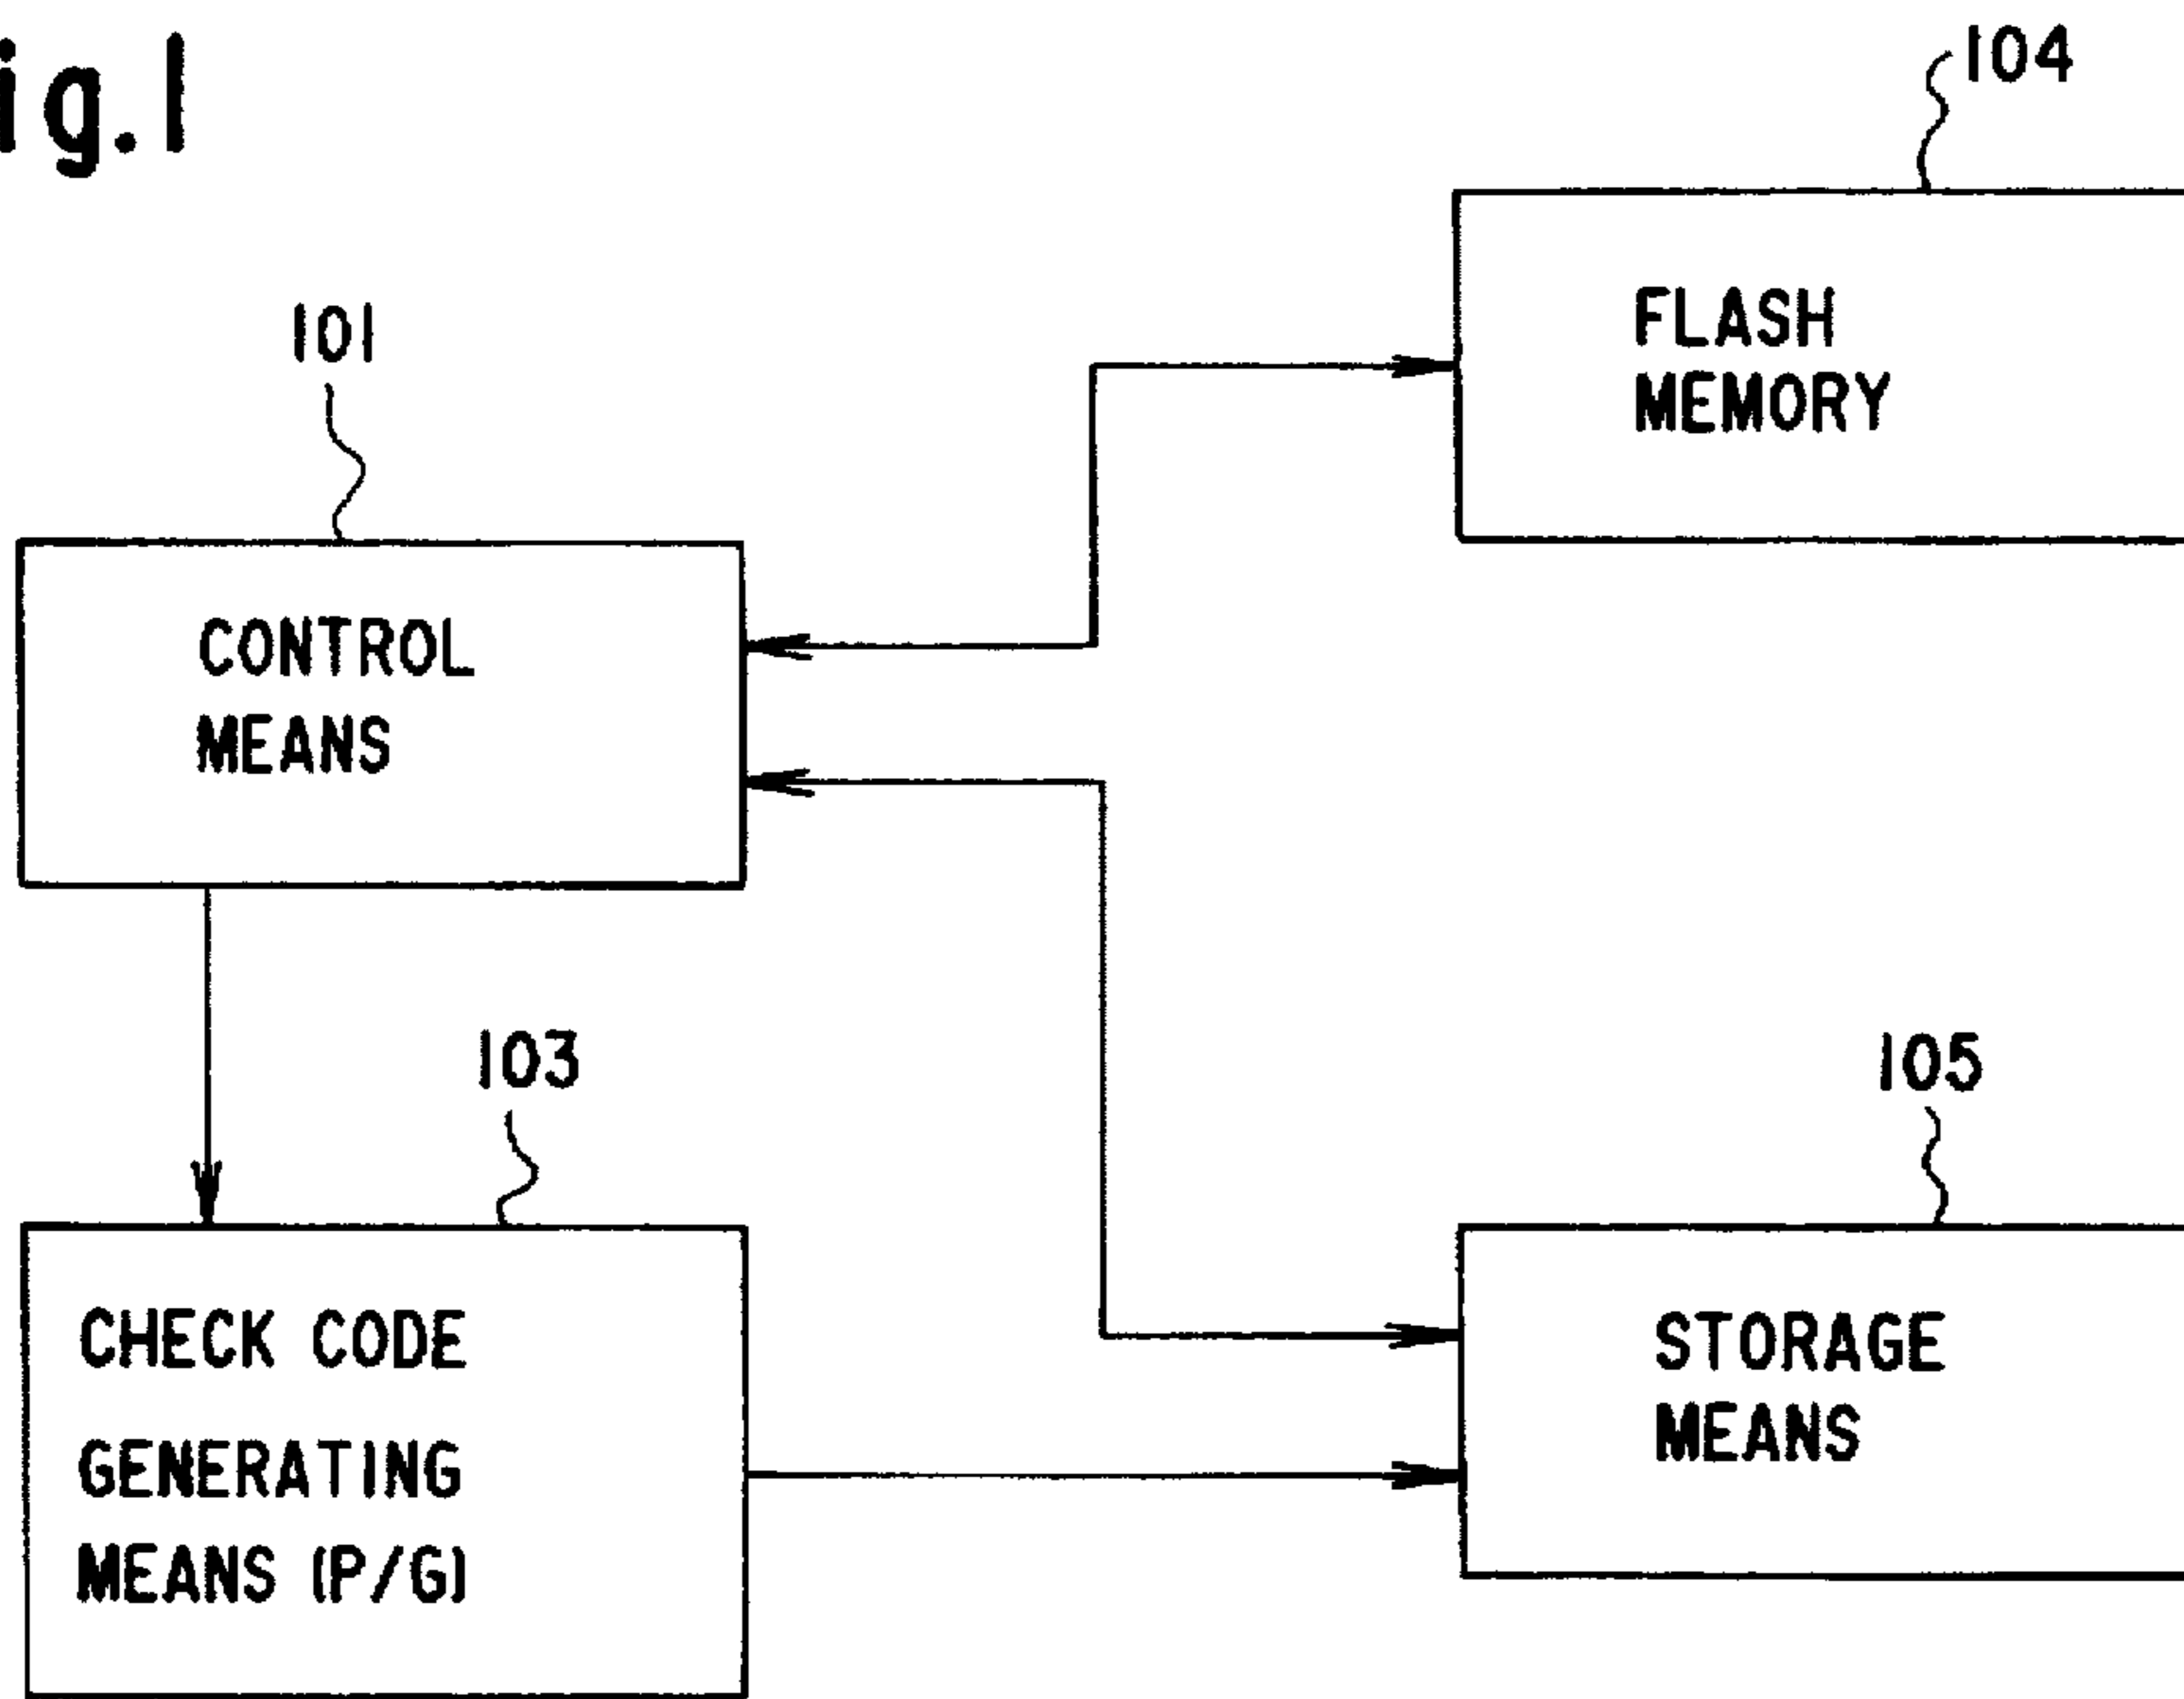 ig.1
104
FLASH
MEMORY
101
CONTROL
MEANS
103
105
CHECK CODE
GENERATING
MEANS (P/G)
STORAGE
MEANS